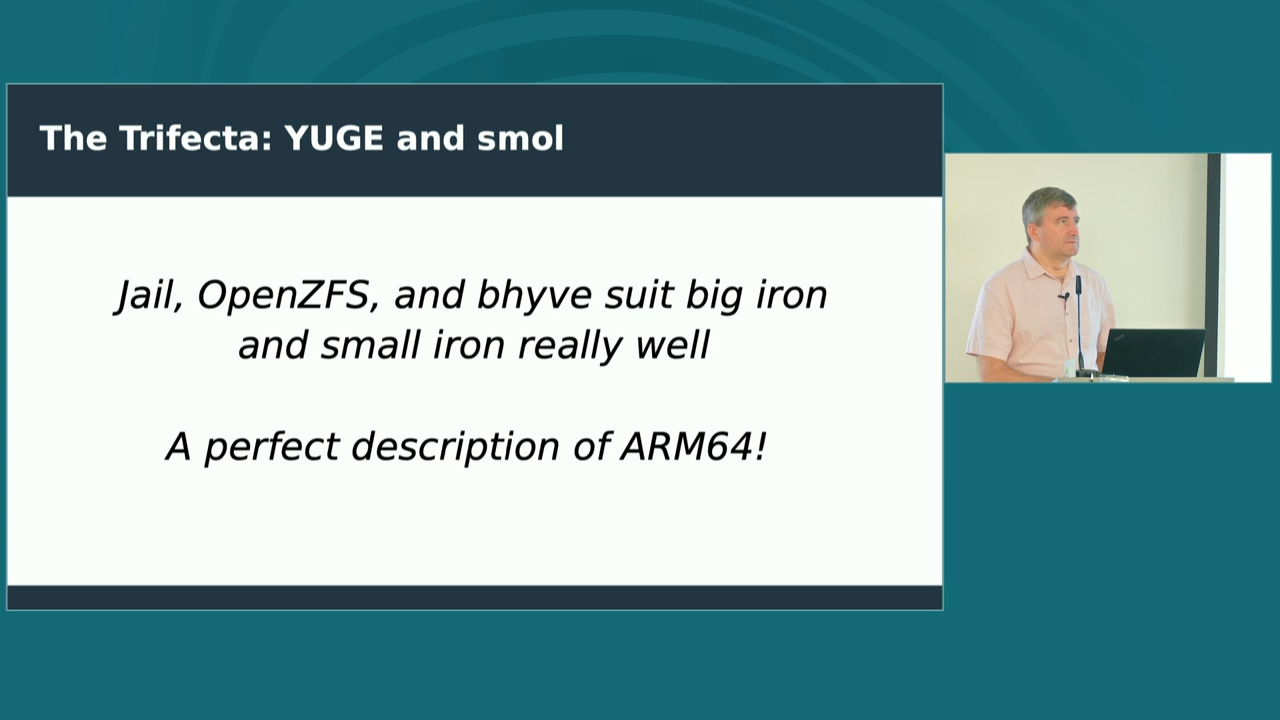 The Trifecta: YUGE and smol
Jail, OpenZFS, and bhyve suit big iron
and small iron really well
A perfect description of ARM64!